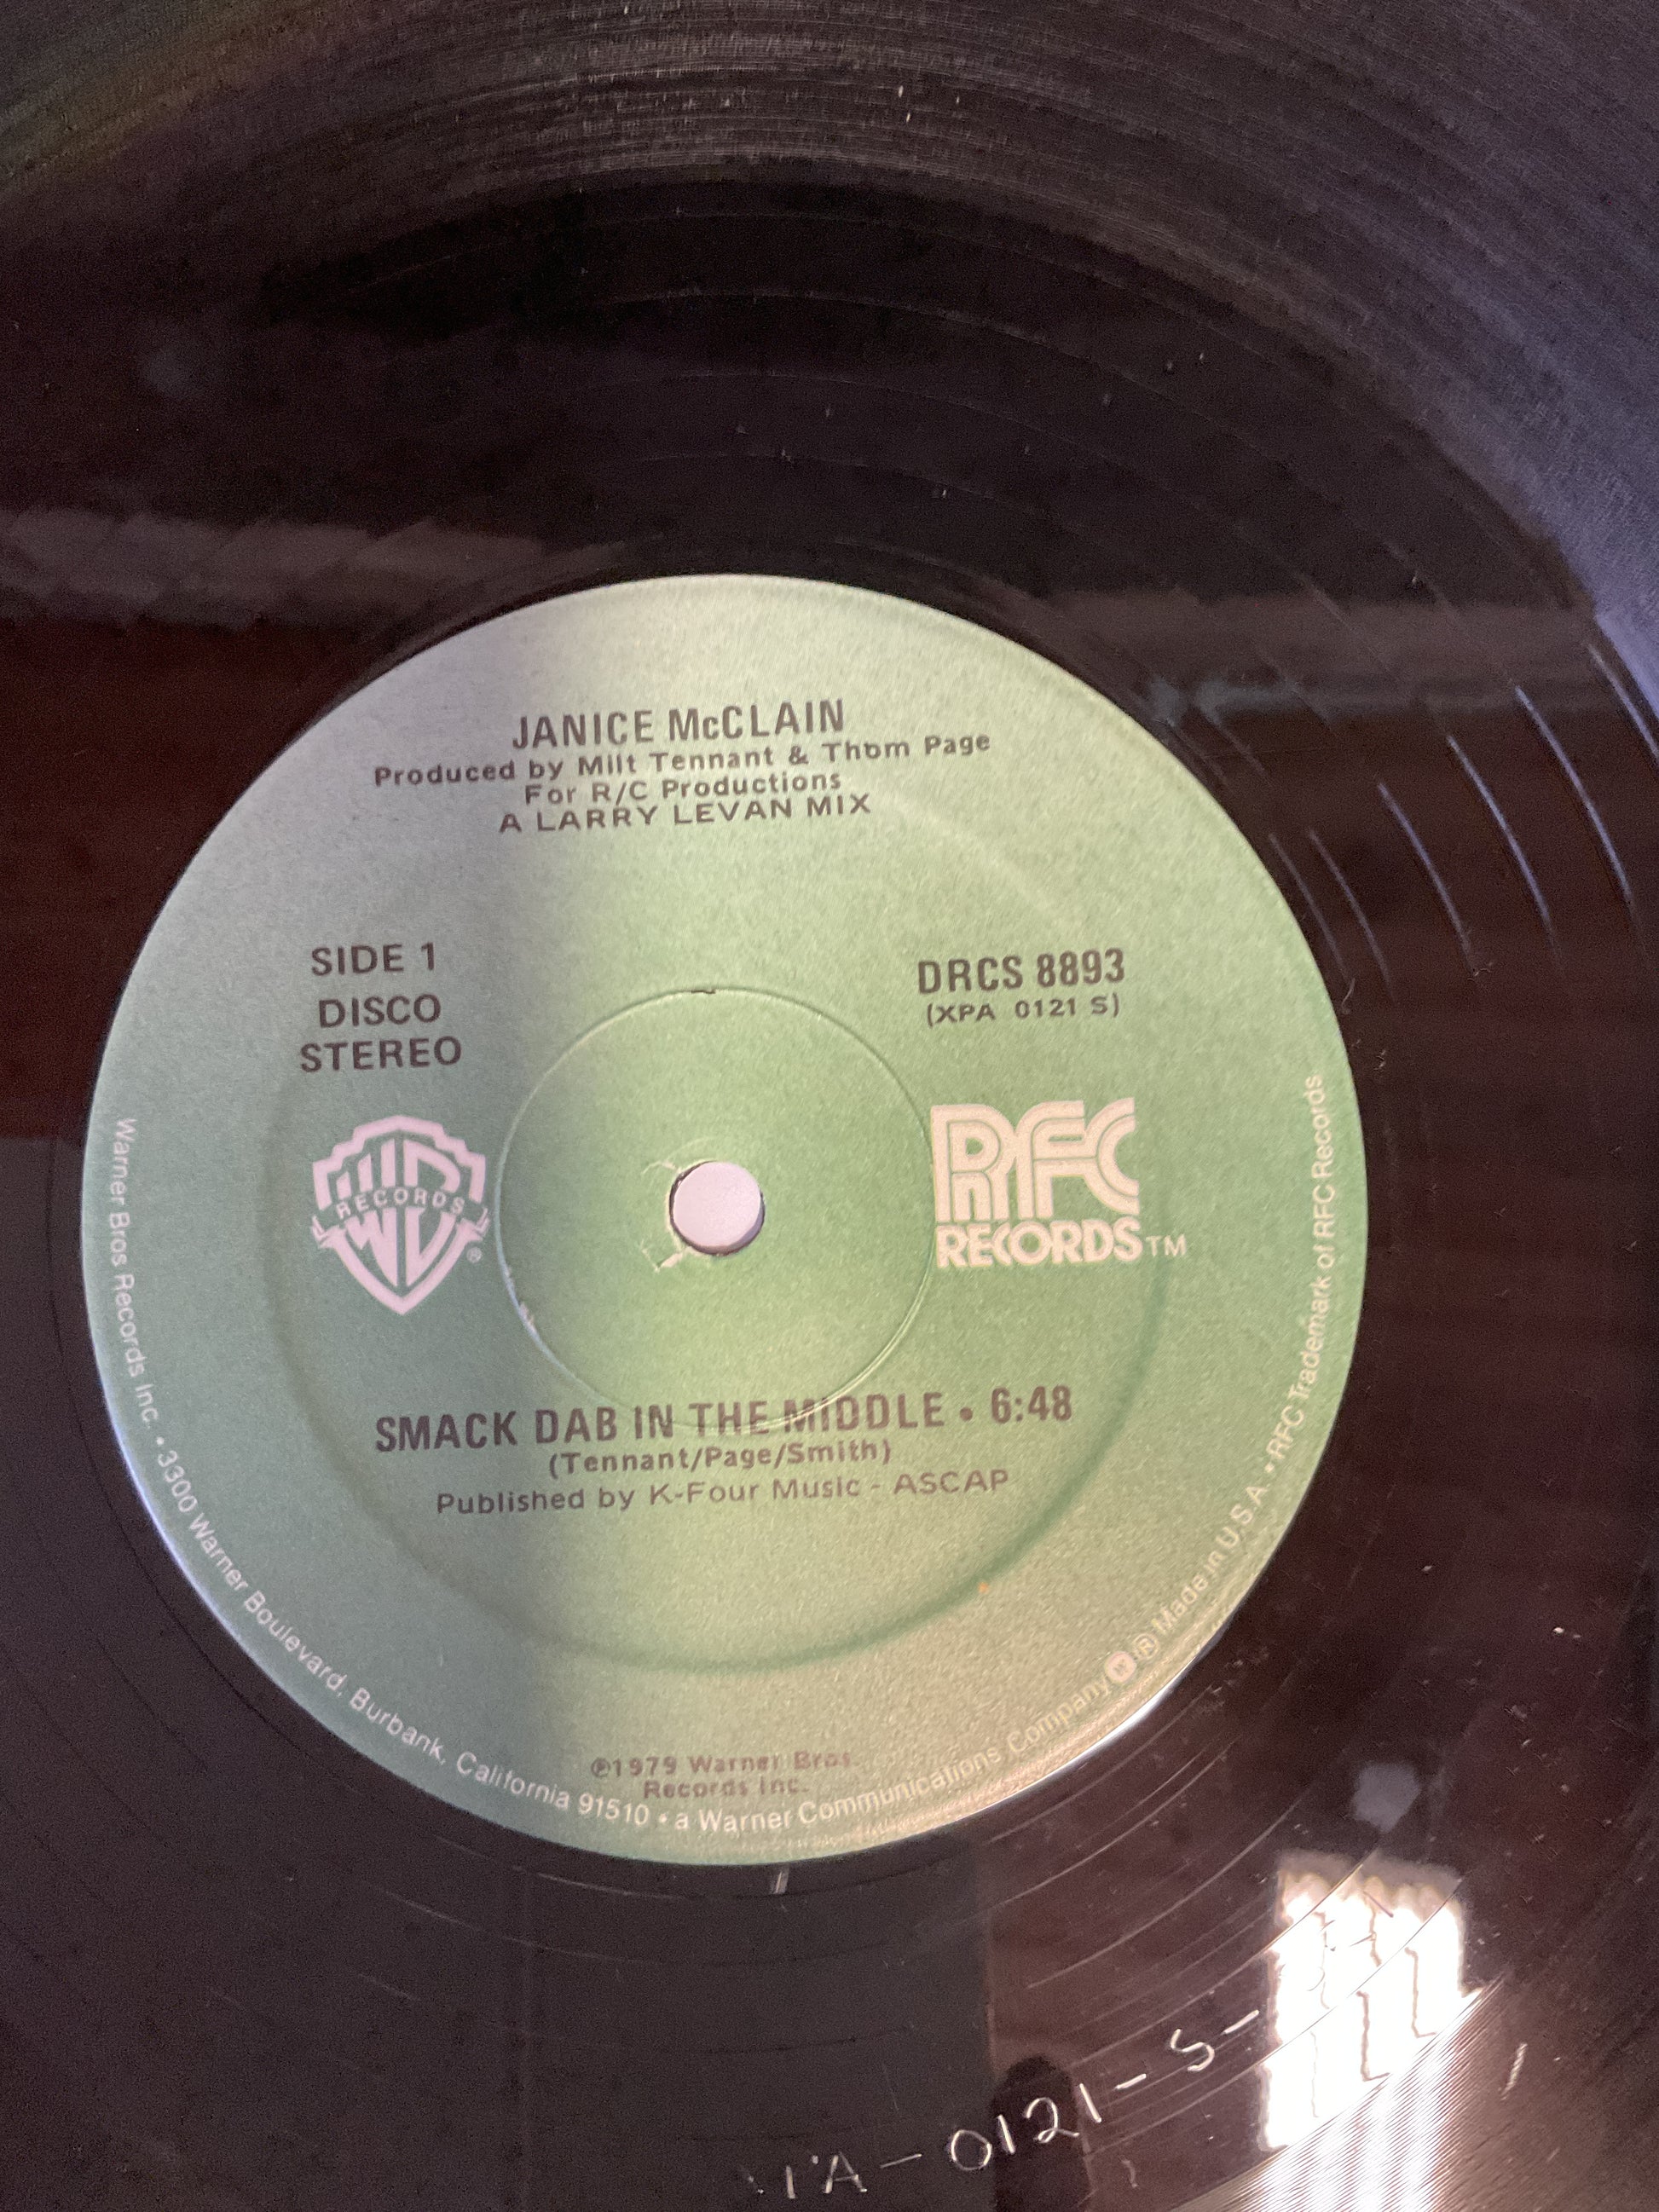 JANICE McCLAIN
Produced by Milt Tennant & Thom Page
For R/C Productions
A LARRY LEVAN MIX
SIDE 1
DISCO
STEREO
DRCS 8893
(XPA 0121 S)
RECORDS
®
RFC
RECORDS TM
SMACK DAB IN THE MIDDLE • 6:48
(Tennant/Page/Smith)
Published by K-Four Music - ASCAP
℗1979 Warner Bros.
Records Inc.
Warner Bros Records Inc. • 3300 Warner Boulevard, Burbank, California 91510 • a Warner Communications Company ® Made in U.S.A. • RFC Trademark of RFC Records
A-0121-S-